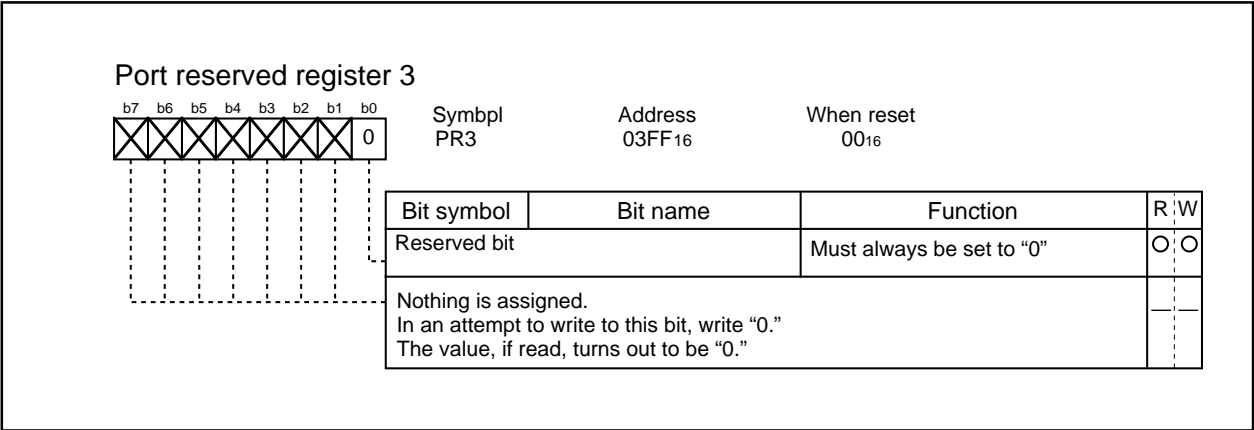 Port reserved register 3
b7 b6 b5 b4 b3 b2 b1 b0
Symbpl Address When reset
0
PR3 03FF16 0016
Bit symbol Bit name Function R W
Reserved bit Must always be set to “0” O O
Nothing is assigned.
In an attempt to write to this bit, write “0.”
The value, if read, turns out to be “0.”
— —